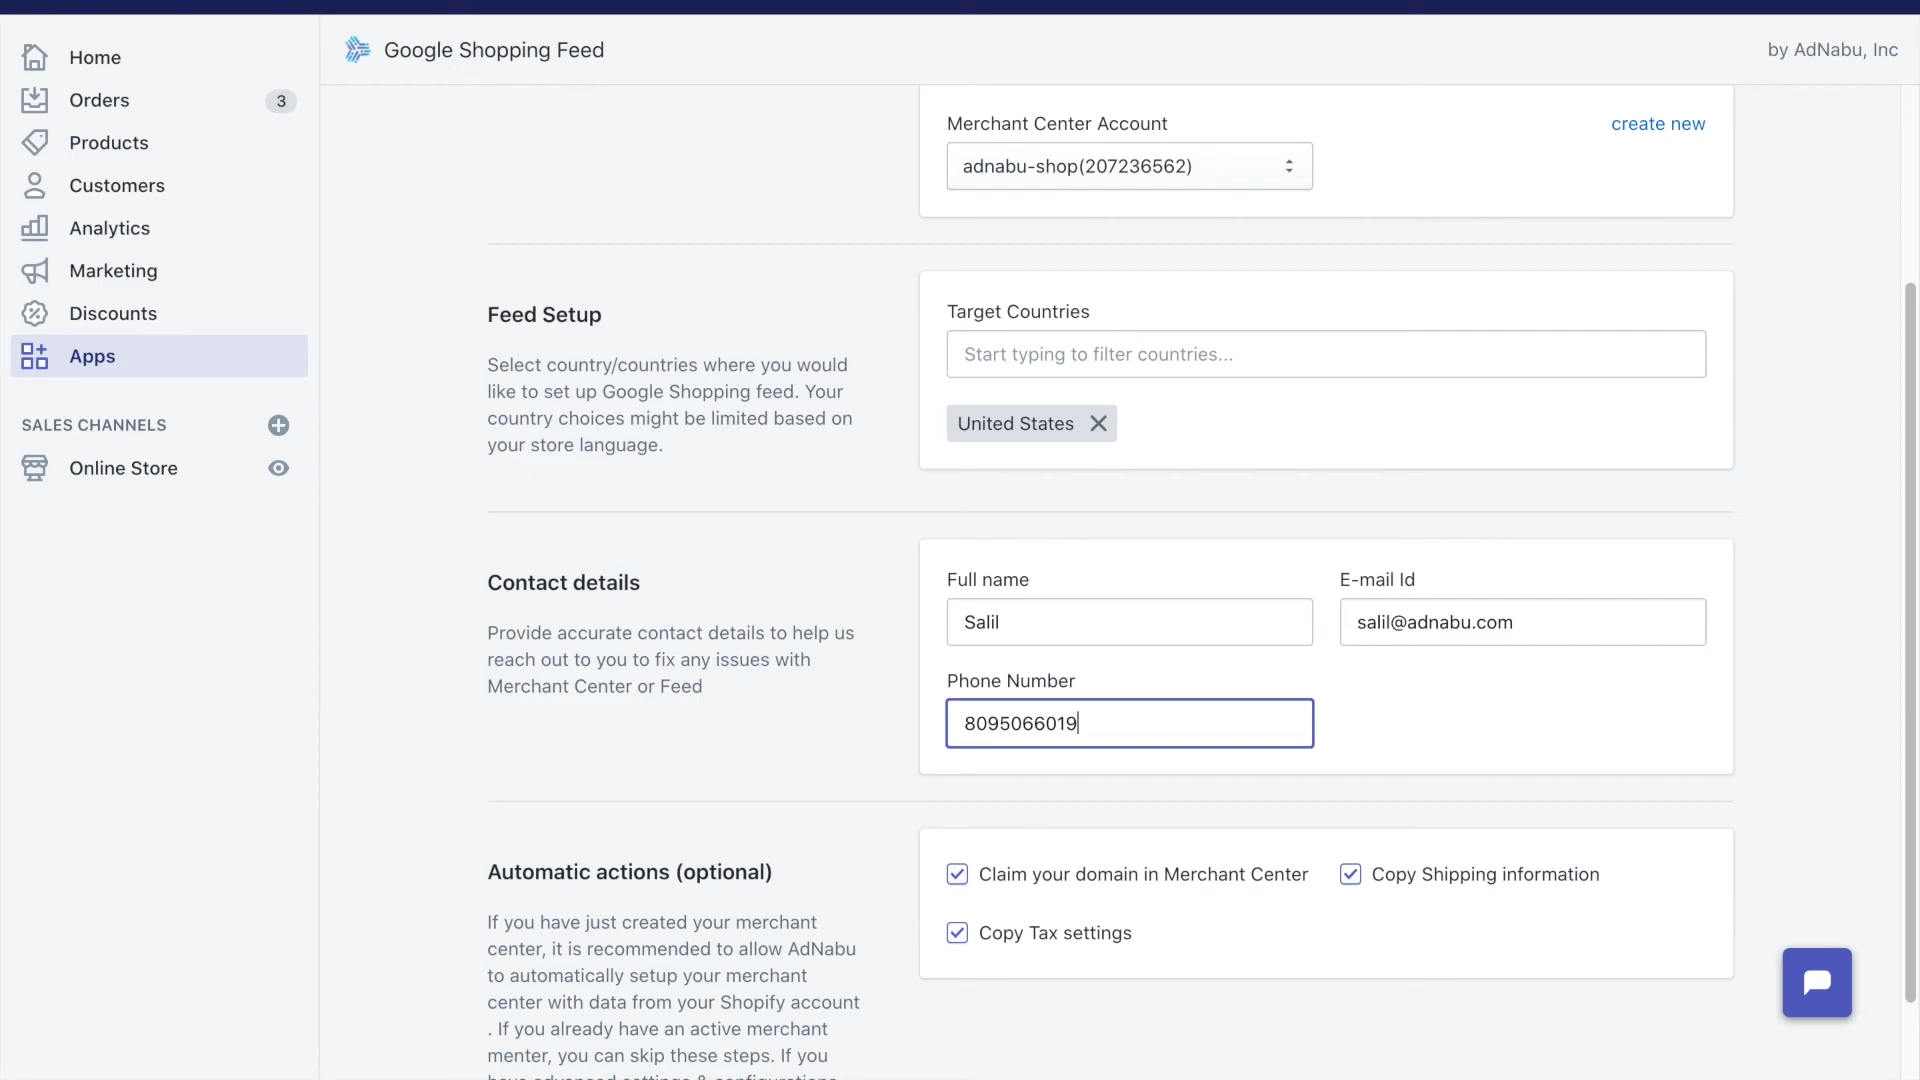 Home
Orders
3
Products
Customers
Analytics
Marketing
Discounts
Apps
SALES CHANNELS
Online Store
Google Shopping Feed
by AdNabu, Inc
Merchant Center Account
create new
adnabu-shop(207236562)
Feed Setup
Select country/countries where you would
like to set up Google Shopping feed. Your
country choices might be limited based on
your store language.
Target Countries
Start typing to filter countries...
United States
Contact details
Provide accurate contact details to help us
reach out to you to fix any issues with
Merchant Center or Feed
Full name
E-mail Id
Salil
salil@adnabu.com
Phone Number
8095066019
Automatic actions (optional)
If you have just created your merchant
center, it is recommended to allow AdNabu
to automatically setup your merchant
center with data from your Shopify account
. If you already have an active merchant
menter, you can skip these steps. If you
have advanced settings & configurations
Claim your domain in Merchant Center
Copy Shipping information
Copy Tax settings